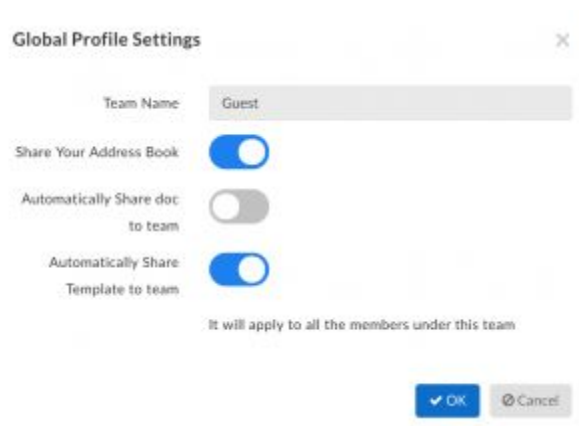 Global Profile Settings
Team Name
Guest
Share Your Address Book
Automatically Share doc
to team
Automatically Share
Template to team
It will apply to all the members under this team
OK
Cancel